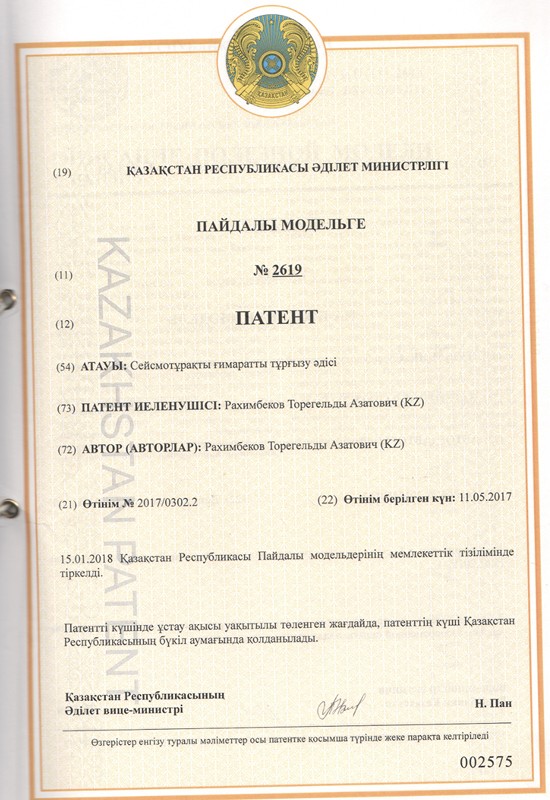 ҚАЗАҚСТАН
(19) ҚАЗАҚСТАН РЕСПУБЛИКАСЫ ӘДІЛЕТ МИНИСТРЛІГІ
ПАЙДАЛЫ МОДЕЛЬГЕ
(11) № 2619
(12) ПАТЕНТ
(54) АТАУЫ: Сейсмотұрақты ғимаратты тұрғызу әдісі
(73) ПАТЕНТ ИЕЛЕНУШІСІ: Рахимбеков Торегельды Азатович (KZ)
(72) АВТОР (АВТОРЛАР): Рахимбеков Торегельды Азатович (KZ)
(21) Өтінім № 2017/0302.2 (22) Өтінім берілген күн: 11.05.2017
15.01.2018 Қазақстан Республикасы Пайдалы модельдерінің мемлекеттік тізілімінде
тіркелді.
Патентті күшінде ұстау ақысы уақытылы төленген жағдайда, патенттің күші Қазақстан
Республикасының бүкіл аумағында қолданылады.
Қазақстан Республикасының
Әділет вице-министрі Н. Пан
Өзгерістер енгізу туралы мәліметтер осы патентке қосымша түрінде жеке парақта келтіріледі
002575
KAZAKHSTAN PATENT